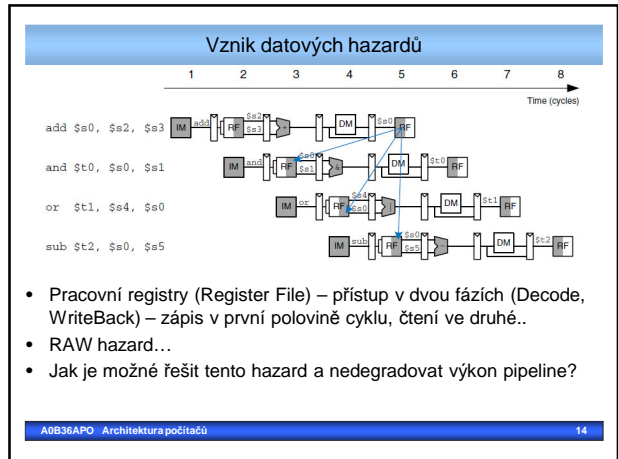 Vznik datových hazardů
1 2 3 4 5 6 7 8
Time (cycles)
add $s0, $s2, $s3 IM add RF $s2 $s3 + DM $s0 RF
and $t0, $s0, $s1 IM and RF $s0 $s1 & DM $t0 RF
or $t1, $s4, $s0 IM or RF $s4 $s0 | DM $t1 RF
sub $t2, $s0, $s5 IM sub RF $s0 $s5 - DM $t2 RF
• Pracovní registry (Register File) – přístup v dvou fázích (Decode,
WriteBack) – zápis v první polovině cyklu, čtení ve druhé..
• RAW hazard…
• Jak je možné řešit tento hazard a nedegradovat výkon pipeline?
A0B36APO Architektura počítačů 14